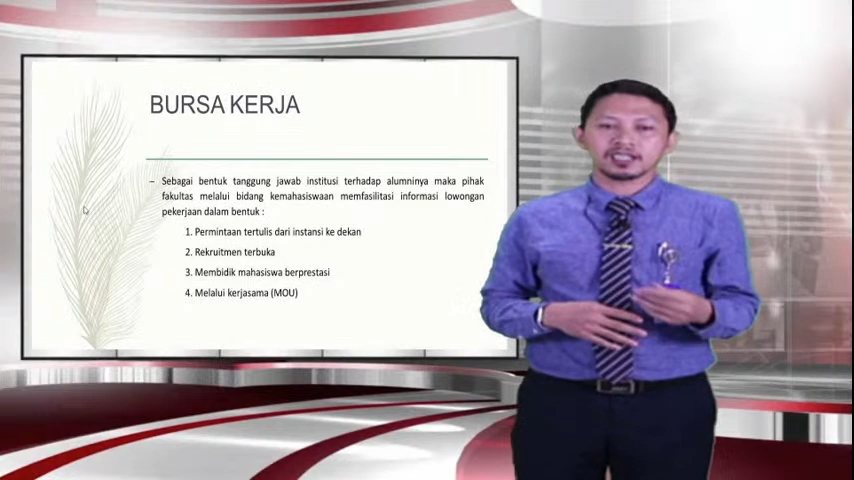 BURSA KERJA
– Sebagai bentuk tanggung jawab institusi terhadap alumninya maka pihak
fakultas melalui bidang kemahasiswaan memfasilitasi informasi lowongan
pekerjaan dalam bentuk :
1. Permintaan tertulis dari instansi ke dekan
2. Rekruitmen terbuka
3. Membidik mahasiswa berprestasi
4. Melalui kerjasama (MOU)